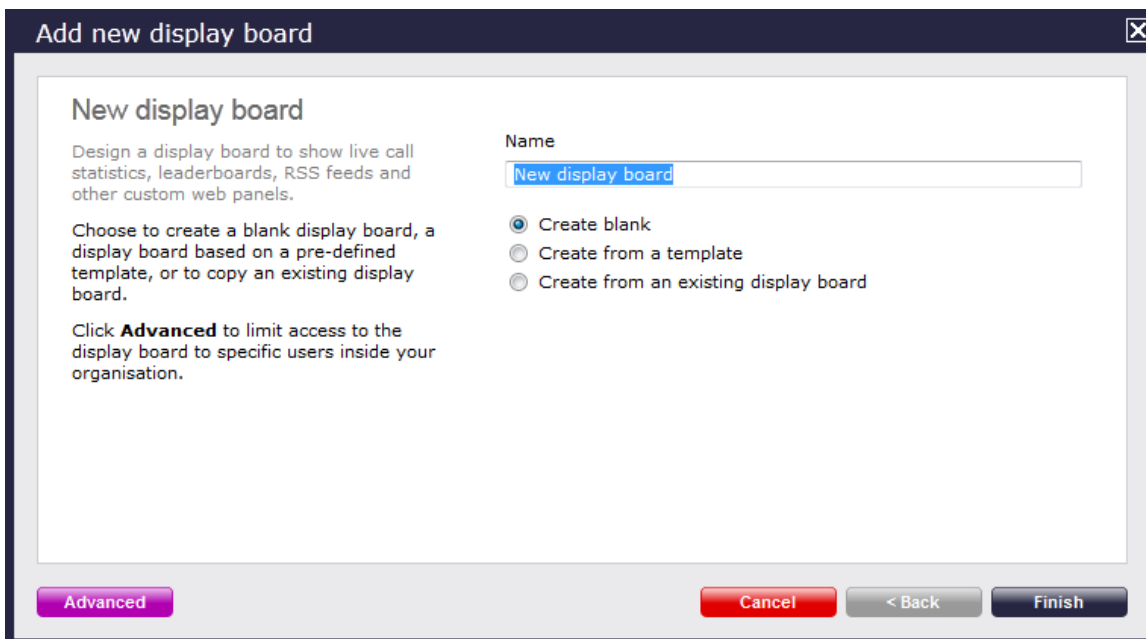 Add new display board
New display board
Design a display board to show live call
statistics, leaderboards, RSS feeds and
other custom web panels.
Choose to create a blank display board, a
display board based on a pre-defined
template, or to copy an existing display
board.
Click Advanced to limit access to the
display board to specific users inside your
organisation.
Name
New display board
Create blank
Create from a template
Create from an existing display board
Advanced
Cancel
< Back
Finish